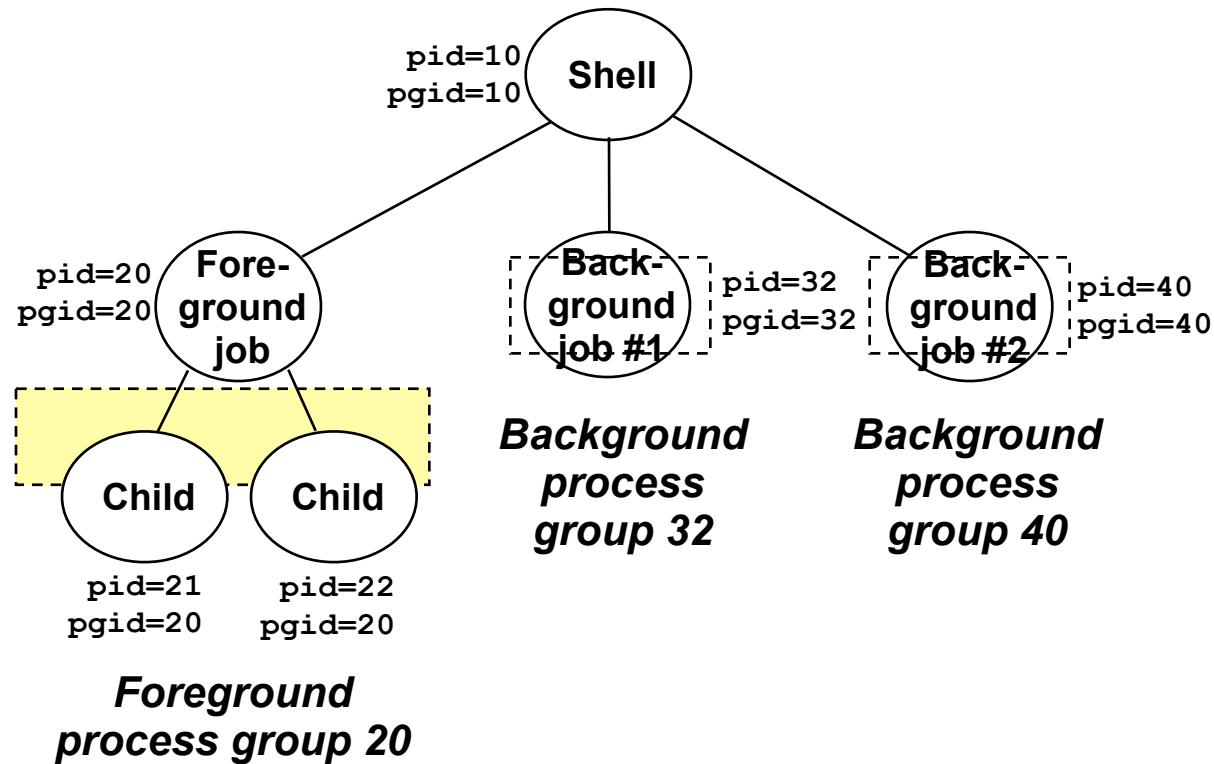 pid=10
pgid=10
Shell
pid=20
pgid=20
Fore-
ground
job
Back-
ground
job #1
pid=32
pgid=32
Back-
ground
job #2
pid=40
pgid=40
Child
Child
pid=21
pgid=20
pid=22
pgid=20
Background
process
group 32
Background
process
group 40
Foreground
process group 20